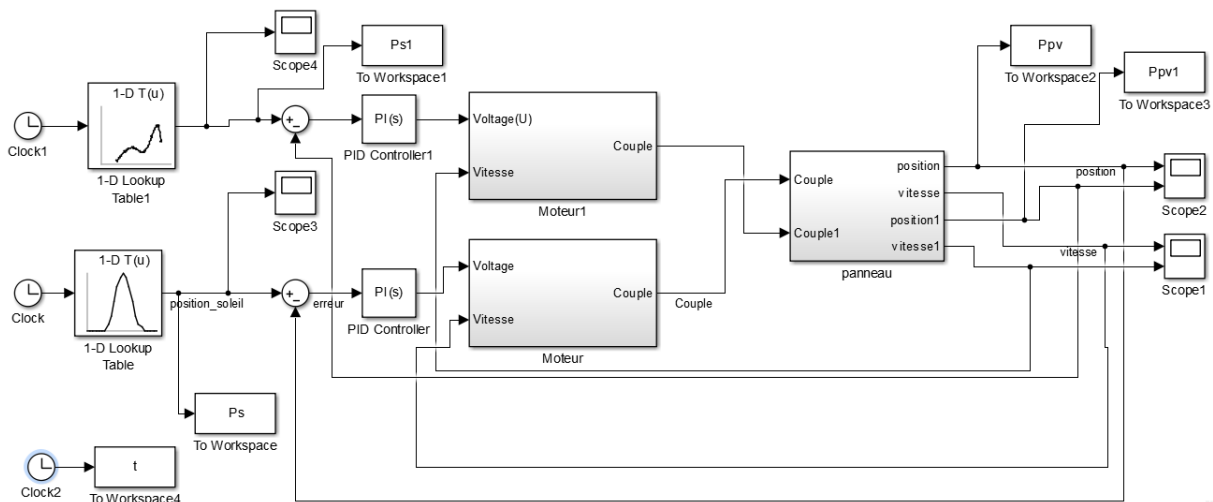 Scope4
Ps1
To Workspace1
Ppv
To Workspace2
Ppv1
To Workspace3
1-D T(u)
Clock1
1-D Lookup
Table1
+
-
PI(s)
PID Controller1
Voltage(U)
Vitesse
Couple
Moteur1
Scope3
Couple
Couple1
position
vitesse
position1
vitesse1
panneau
position
vitesse
Scope2
Scope1
1-D T(u)
Clock
position_soleil
1-D Lookup
Table
+
-
erreur
PI(s)
PID Controller
Voltage
Vitesse
Couple
Couple
Moteur
Ps
To Workspace
Clock2
t
To Workspace4